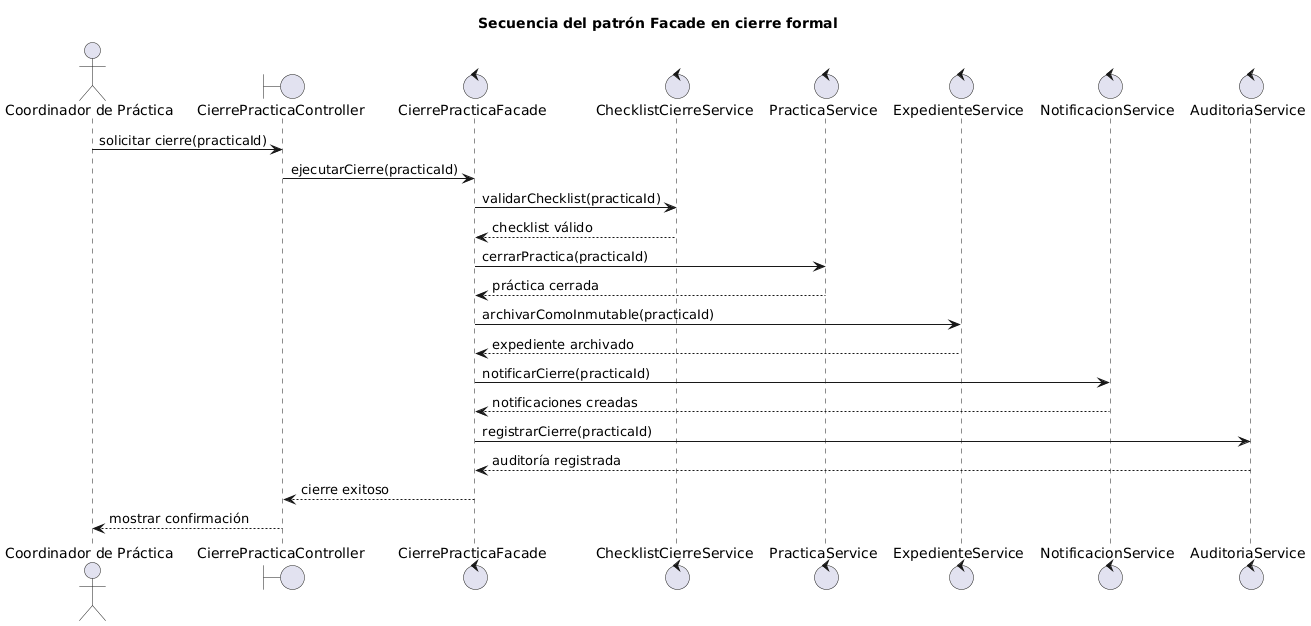 Secuencia del patrón Facade en cierre formal
Coordinador de Práctica CierrePracticaController CierrePracticaFacade ChecklistCierreService PracticaService ExpedienteService NotificacionService AuditoriaService
solicitar cierre(practicaId)
ejecutarCierre(practicaId)
validarChecklist(practicaId)
checklist válido
cerrarPractica(practicaId)
práctica cerrada
archivarComoInmutable(practicaId)
expediente archivado
notificarCierre(practicaId)
notificaciones creadas
registrarCierre(practicaId)
auditoría registrada
cierre exitoso
mostrar confirmación
Coordinador de Práctica CierrePracticaController CierrePracticaFacade ChecklistCierreService PracticaService ExpedienteService NotificacionService AuditoriaService